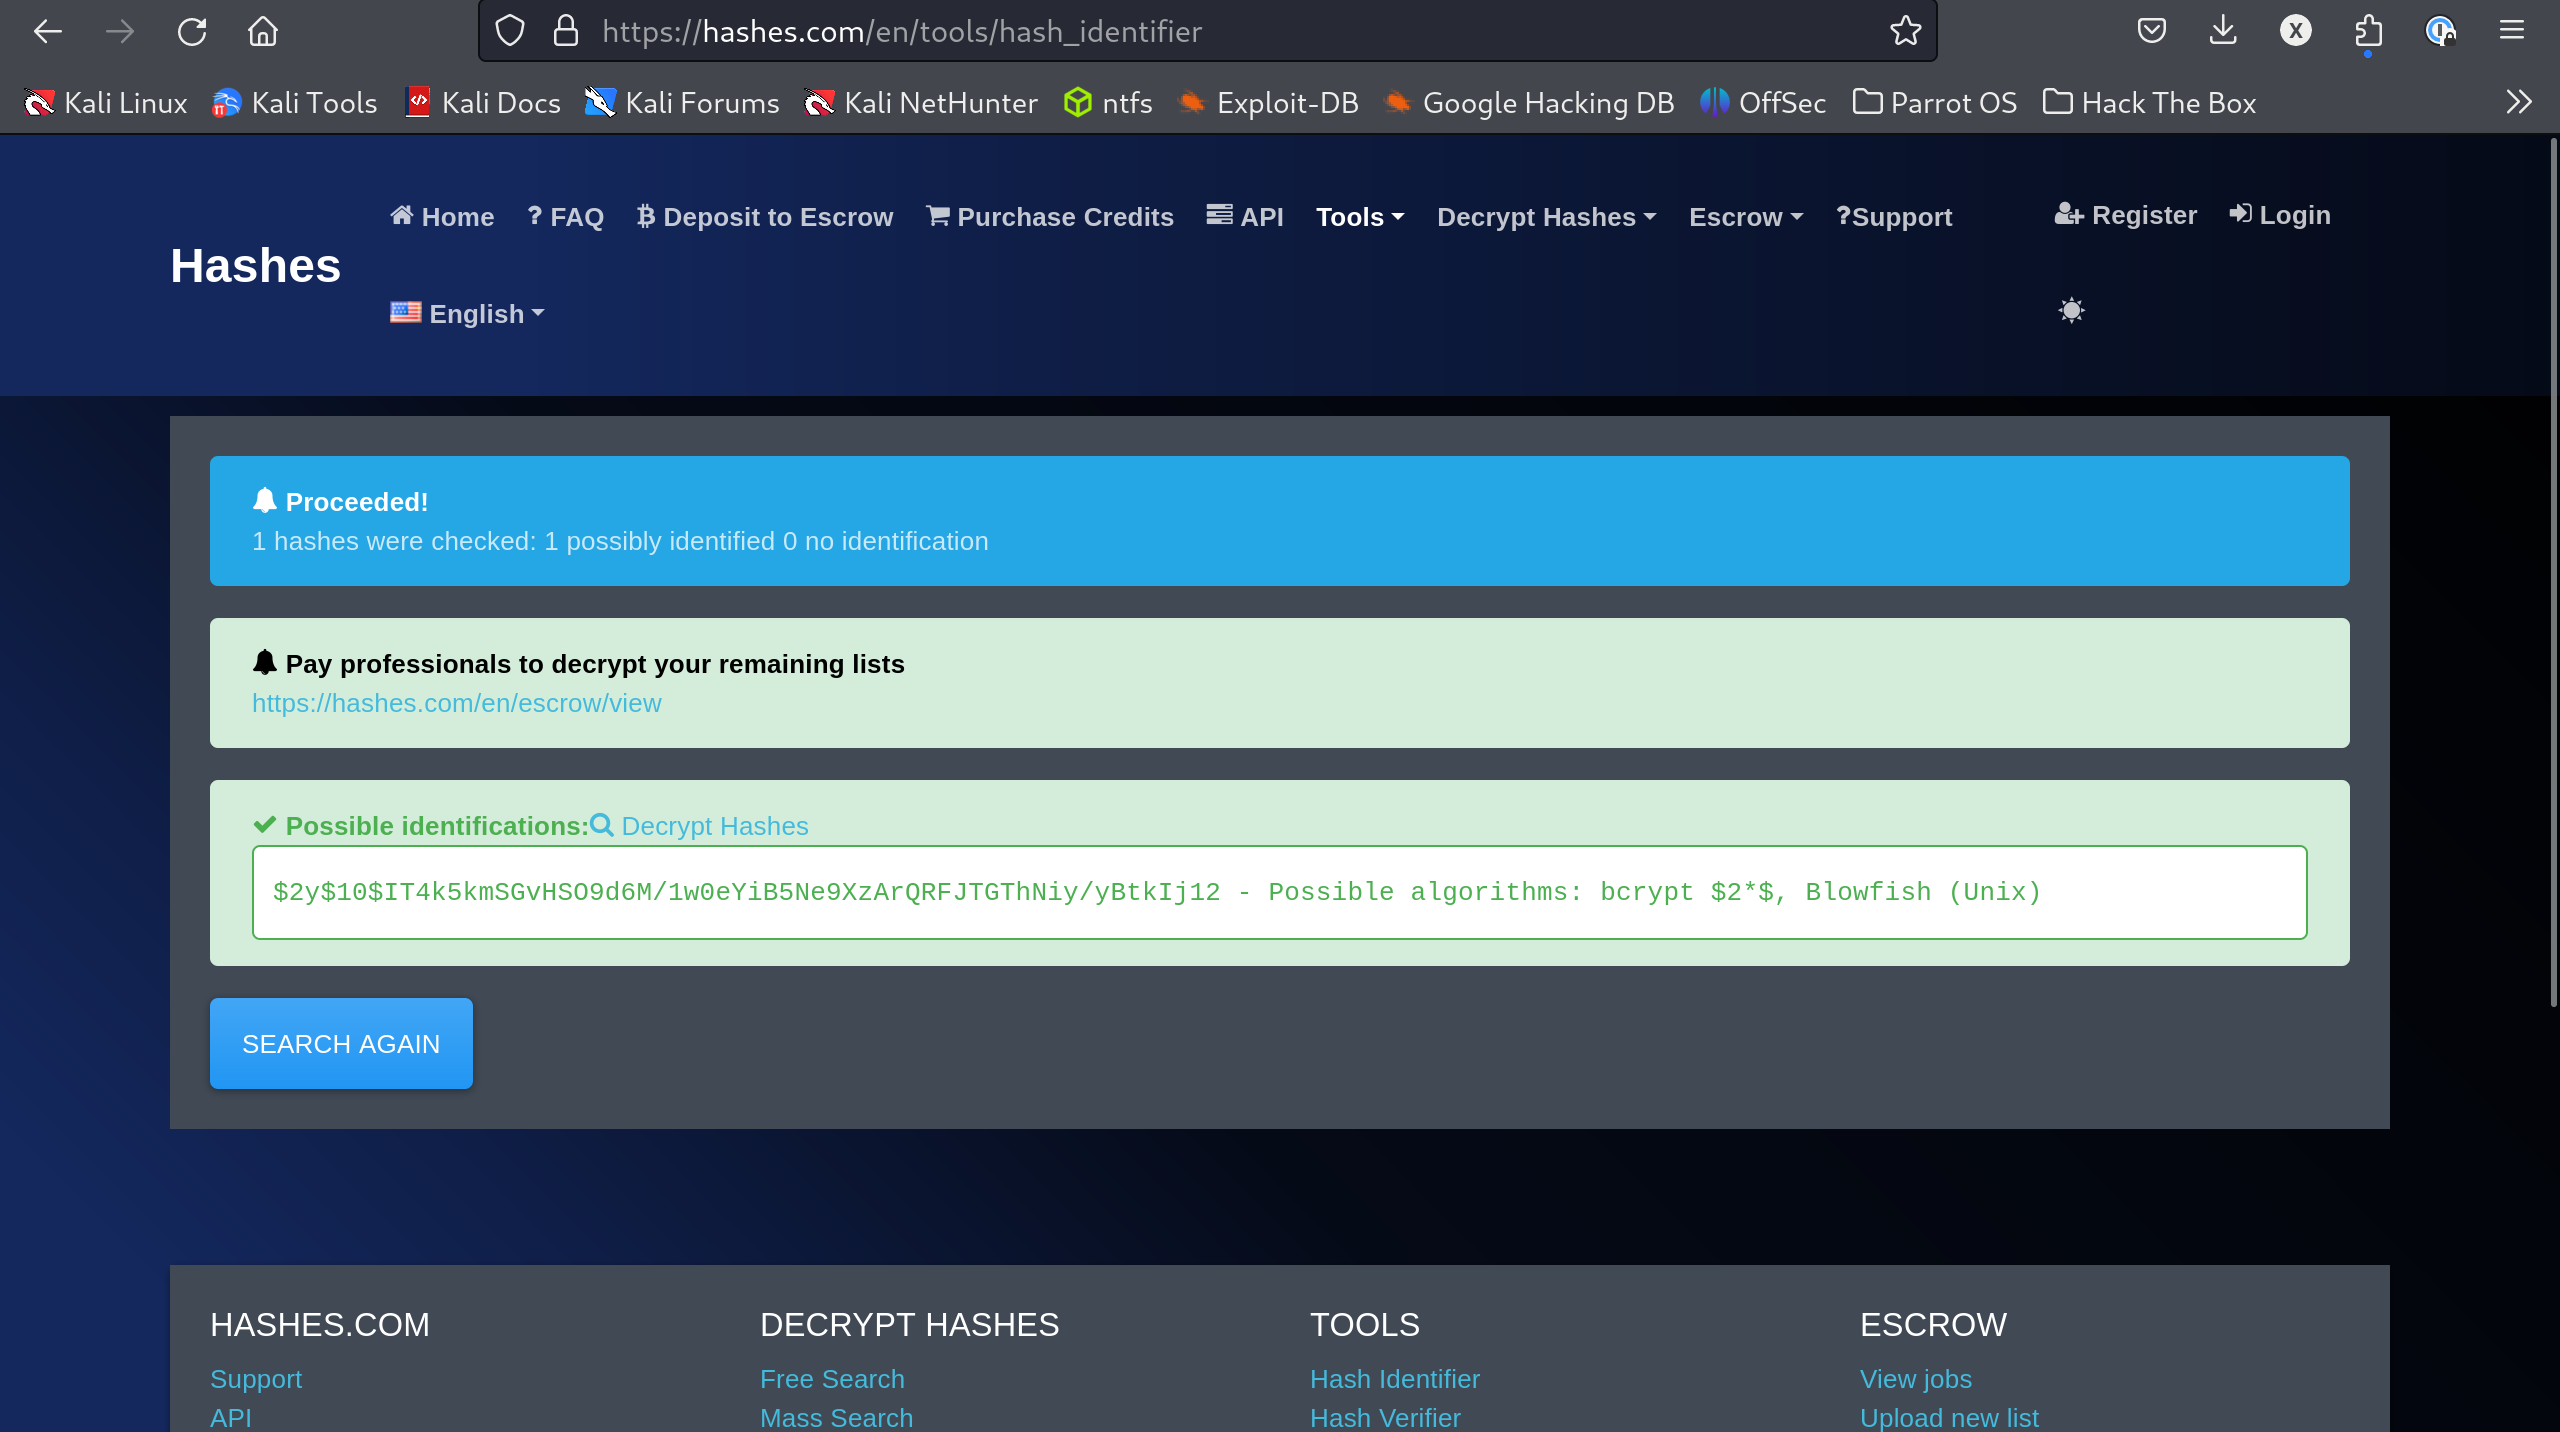 https://hashes.com/en/tools/hash_identifier
Kali Linux Kali Tools Kali Docs Kali Forums Kali NetHunter ntfs Exploit-DB Google Hacking DB OffSec Parrot OS Hack The Box
Hashes
Home ? FAQ Deposit to Escrow Purchase Credits API Tools Decrypt Hashes Escrow ?Support Register Login
English
Proceeded!
1 hashes were checked: 1 possibly identified 0 no identification
Pay professionals to decrypt your remaining lists
https://hashes.com/en/escrow/view
Possible identifications: Decrypt Hashes
$2y$10$IT4k5kmSGvHSO9d6M/1w0eYiB5Ne9XzArQRFJTGThNiy/yBtkIj12 - Possible algorithms: bcrypt $2*$, Blowfish (Unix)
SEARCH AGAIN
HASHES.COM DECRYPT HASHES TOOLS ESCROW
Support Free Search Hash Identifier View jobs
API Mass Search Hash Verifier Upload new list